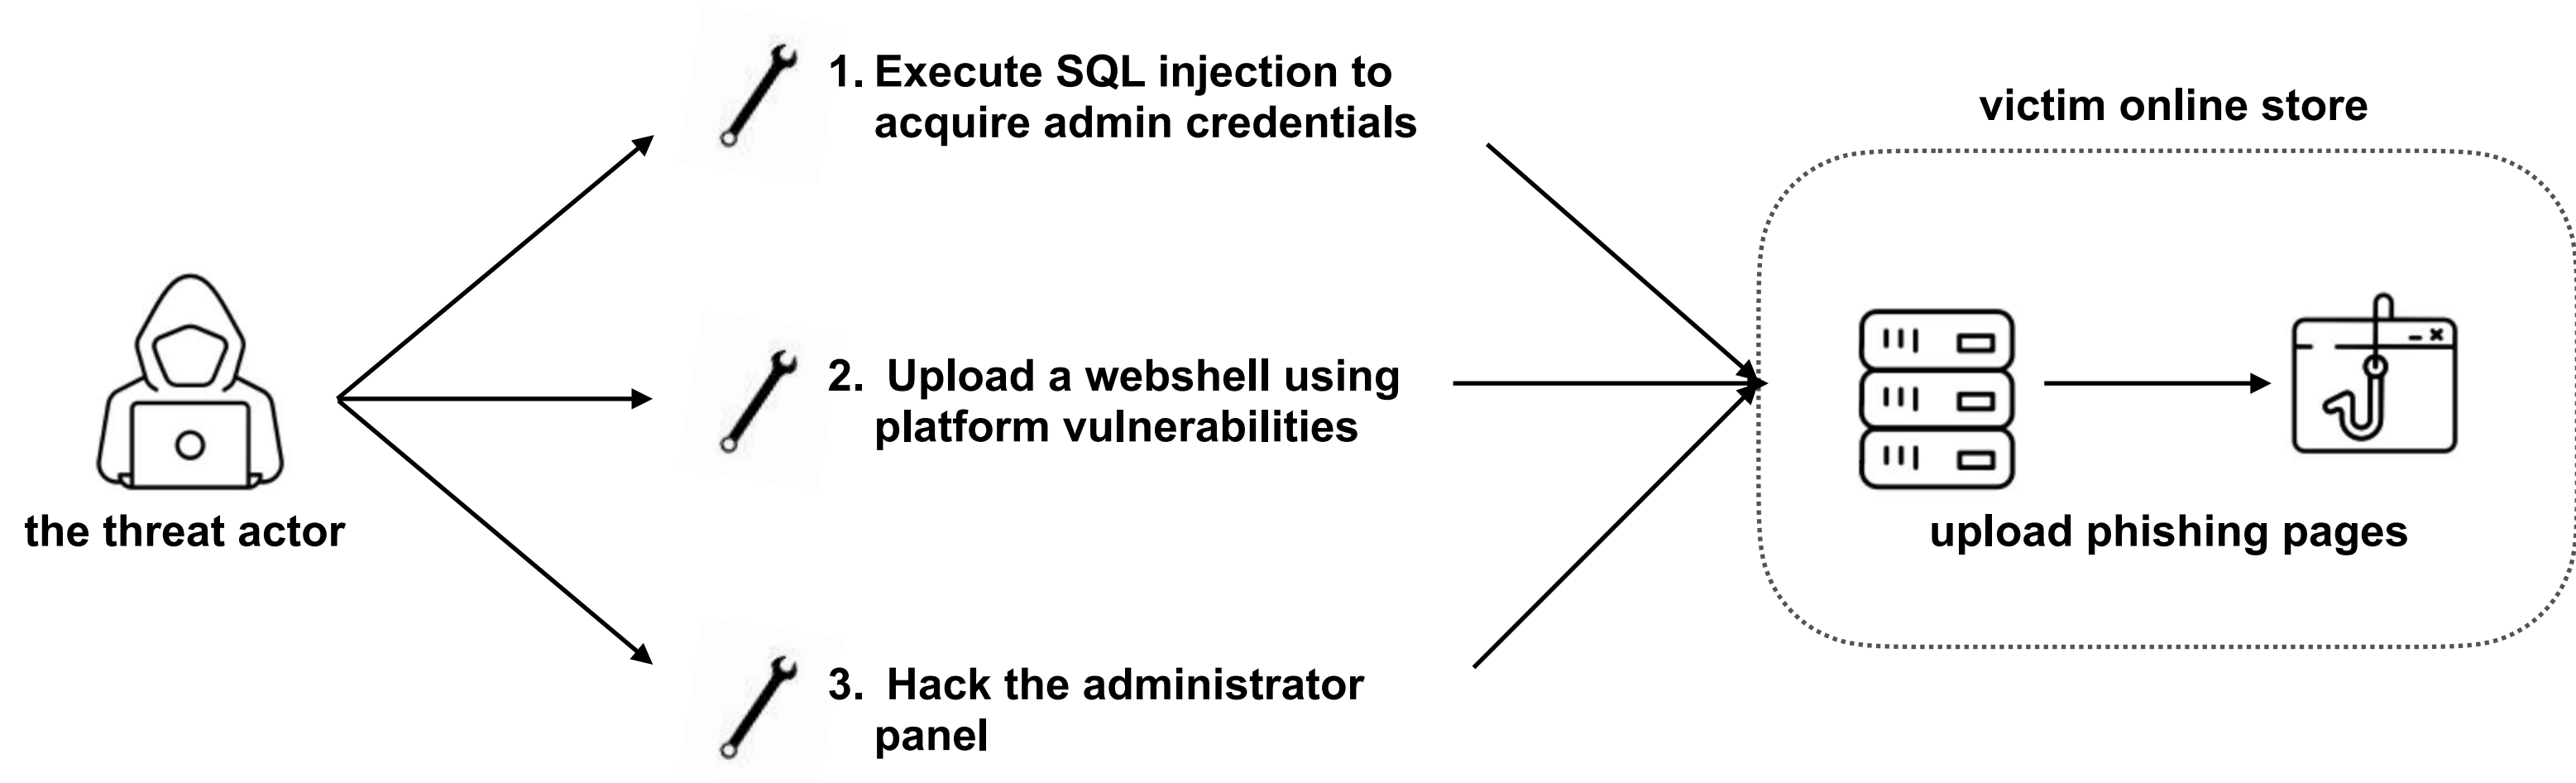 1. Execute SQL injection to
acquire admin credentials
victim online store
2. Upload a webshell using
platform vulnerabilities
the threat actor
upload phishing pages
3. Hack the administrator
panel